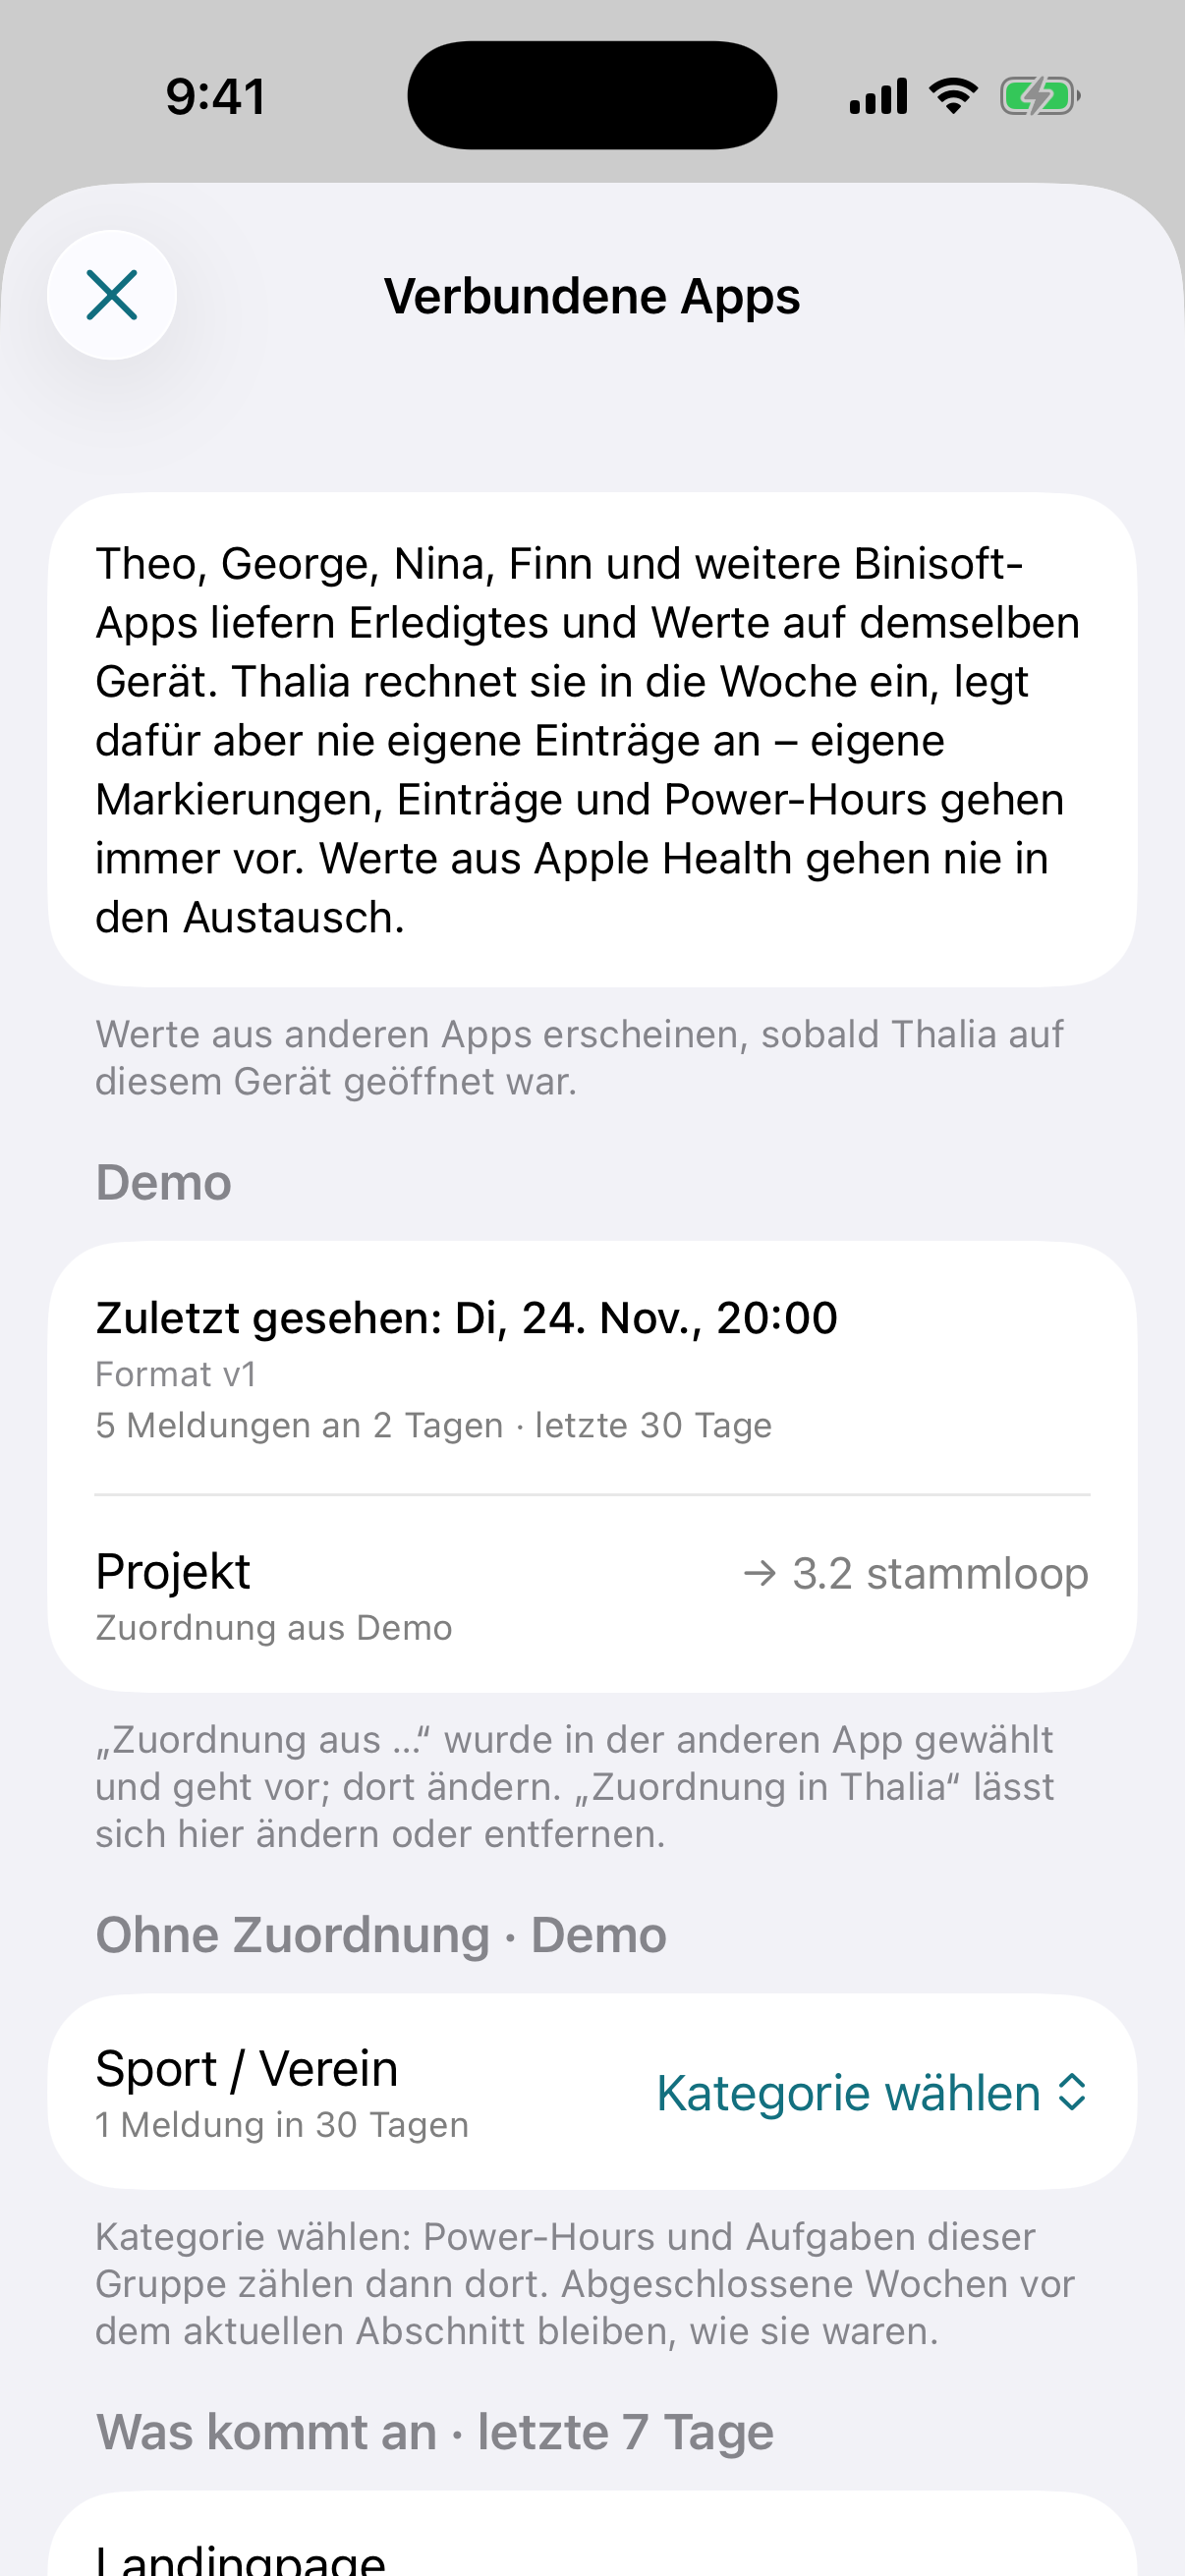 9:41
Verbundene Apps
Theo, George, Nina, Finn und weitere Binisoft-
Apps liefern Erledigtes und Werte auf demselben
Gerät. Thalia rechnet sie in die Woche ein, legt
dafür aber nie eigene Einträge an – eigene
Markierungen, Einträge und Power-Hours gehen
immer vor. Werte aus Apple Health gehen nie in
den Austausch.
Werte aus anderen Apps erscheinen, sobald Thalia auf
diesem Gerät geöffnet war.
Demo
Zuletzt gesehen: Di, 24. Nov., 20:00
Format v1
5 Meldungen an 2 Tagen · letzte 30 Tage
Projekt → 3.2 stammloop
Zuordnung aus Demo
„Zuordnung aus …“ wurde in der anderen App gewählt
und geht vor; dort ändern. „Zuordnung in Thalia“ lässt
sich hier ändern oder entfernen.
Ohne Zuordnung · Demo
Sport / Verein
1 Meldung in 30 Tagen
Kategorie wählen
Kategorie wählen: Power-Hours und Aufgaben dieser
Gruppe zählen dann dort. Abgeschlossene Wochen vor
dem aktuellen Abschnitt bleiben, wie sie waren.
Was kommt an · letzte 7 Tage
Landingpage